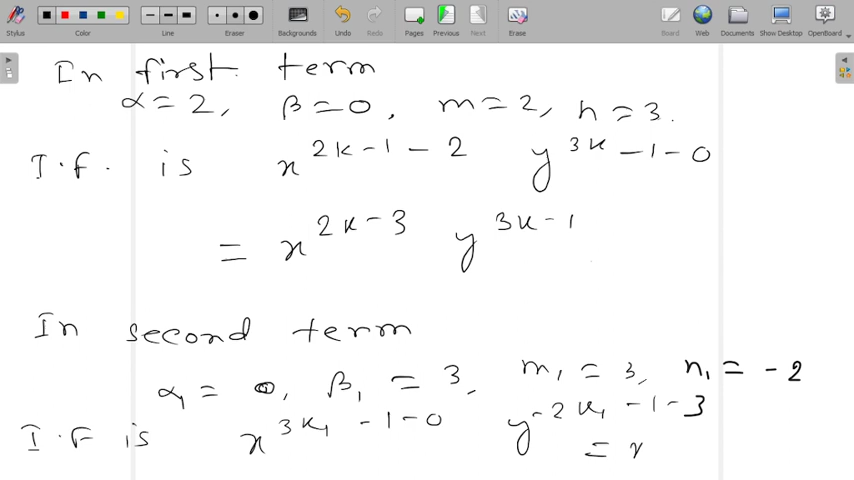 Stylus Color Line Eraser Backgrounds Undo Redo Pages Previous Next Erase Board Web Documents Show Desktop OpenBoard
In first term
α = 2, β = 0, m = 2, n = 3.
I.F. is x^{2k-1-2} y^{3k-1-0}
= x^{2k-3} y^{3k-1}
In second term
α₁ = 0, β₁ = 3, m₁ = 3, n₁ = -2
I.F is x^{3k₁-1-0} y^{-2k₁-1-3}
= x